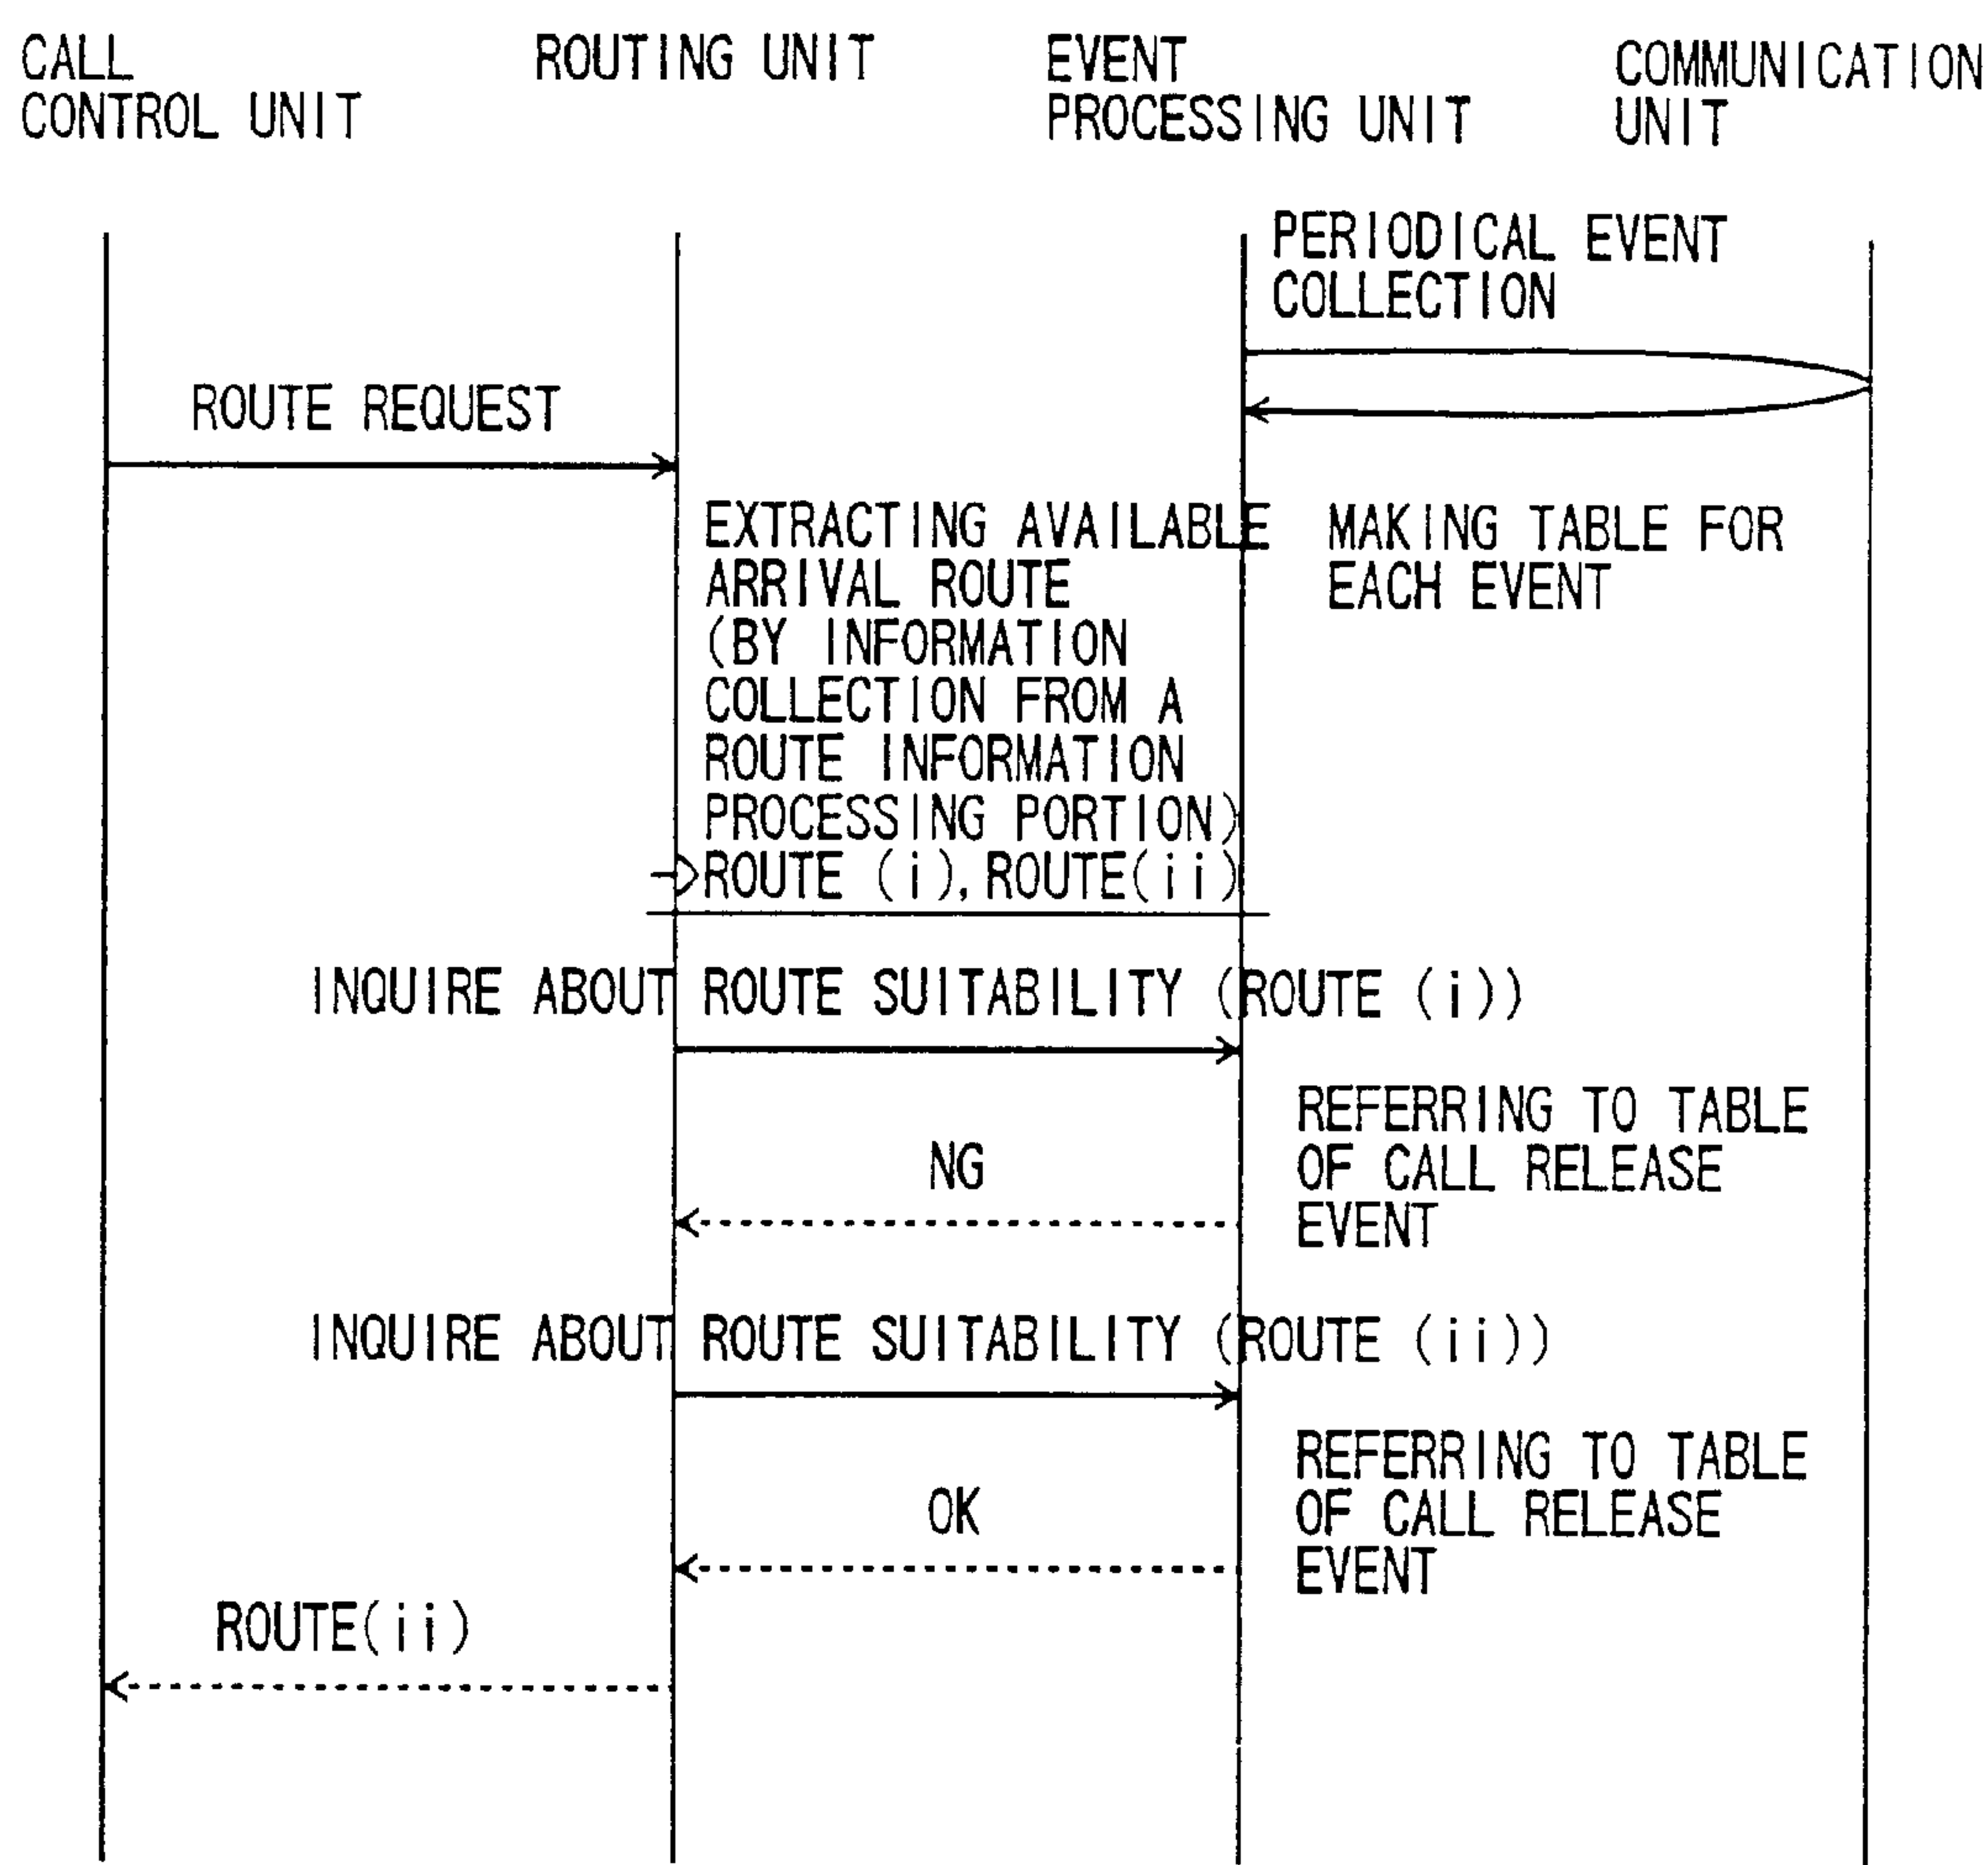 CALL
CONTROL UNIT
ROUTING UNIT
EVENT
PROCESSING UNIT
COMMUNICATION
UNIT
PERIODICAL EVENT
COLLECTION
ROUTE REQUEST
EXTRACTING AVAILABLE
ARRIVAL ROUTE
(BY INFORMATION
COLLECTION FROM A
ROUTE INFORMATION
PROCESSING PORTION)
ROUTE (i), ROUTE(ii)
MAKING TABLE FOR
EACH EVENT
INQUIRE ABOUT ROUTE SUITABILITY (ROUTE (i))
NG
REFERRING TO TABLE
OF CALL RELEASE
EVENT
INQUIRE ABOUT ROUTE SUITABILITY (ROUTE (ii))
OK
REFERRING TO TABLE
OF CALL RELEASE
EVENT
ROUTE(ii)